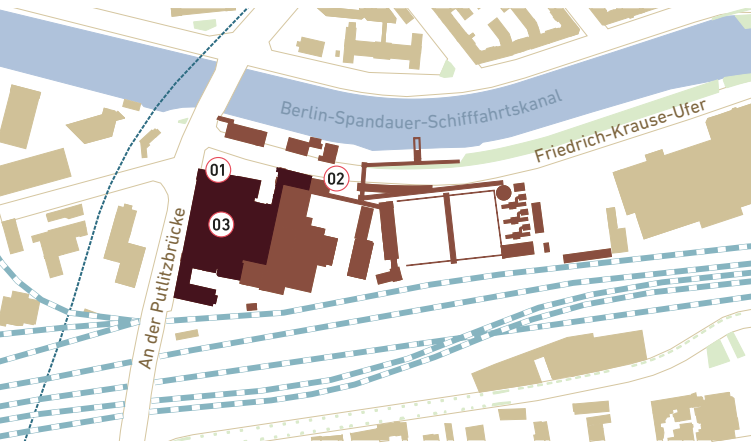 Berlin-Spandauer-Schifffahrtskanal
Friedrich-Krause-Ufer
01
02
03
An der Putlitzbrücke